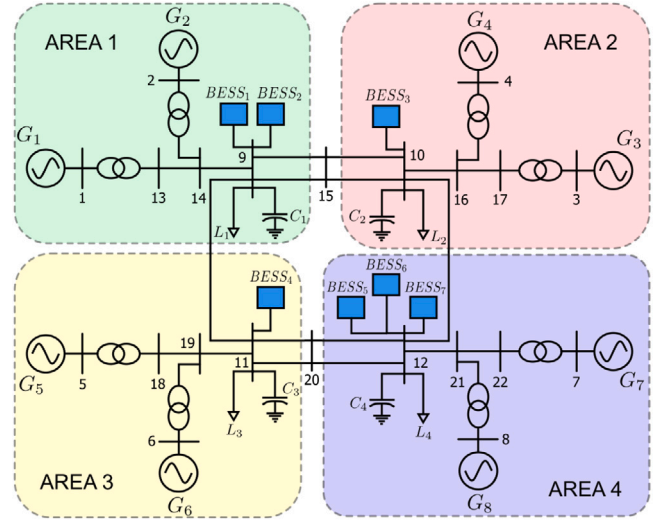 AREA 1
G₂
2
BESS₁
BESS₂
G₁
1
13
14
9
15
L₁
C₁
AREA 2
G₄
4
BESS₃
10
G₃
16
17
3
C₂
L₂
AREA 3
BESS₄
G₅
5
18
19
11
20
L₃
C₃
6
G₆
AREA 4
BESS₆
BESS₅
BESS₇
12
21
22
7
G₇
C₄
L₄
8
G₈